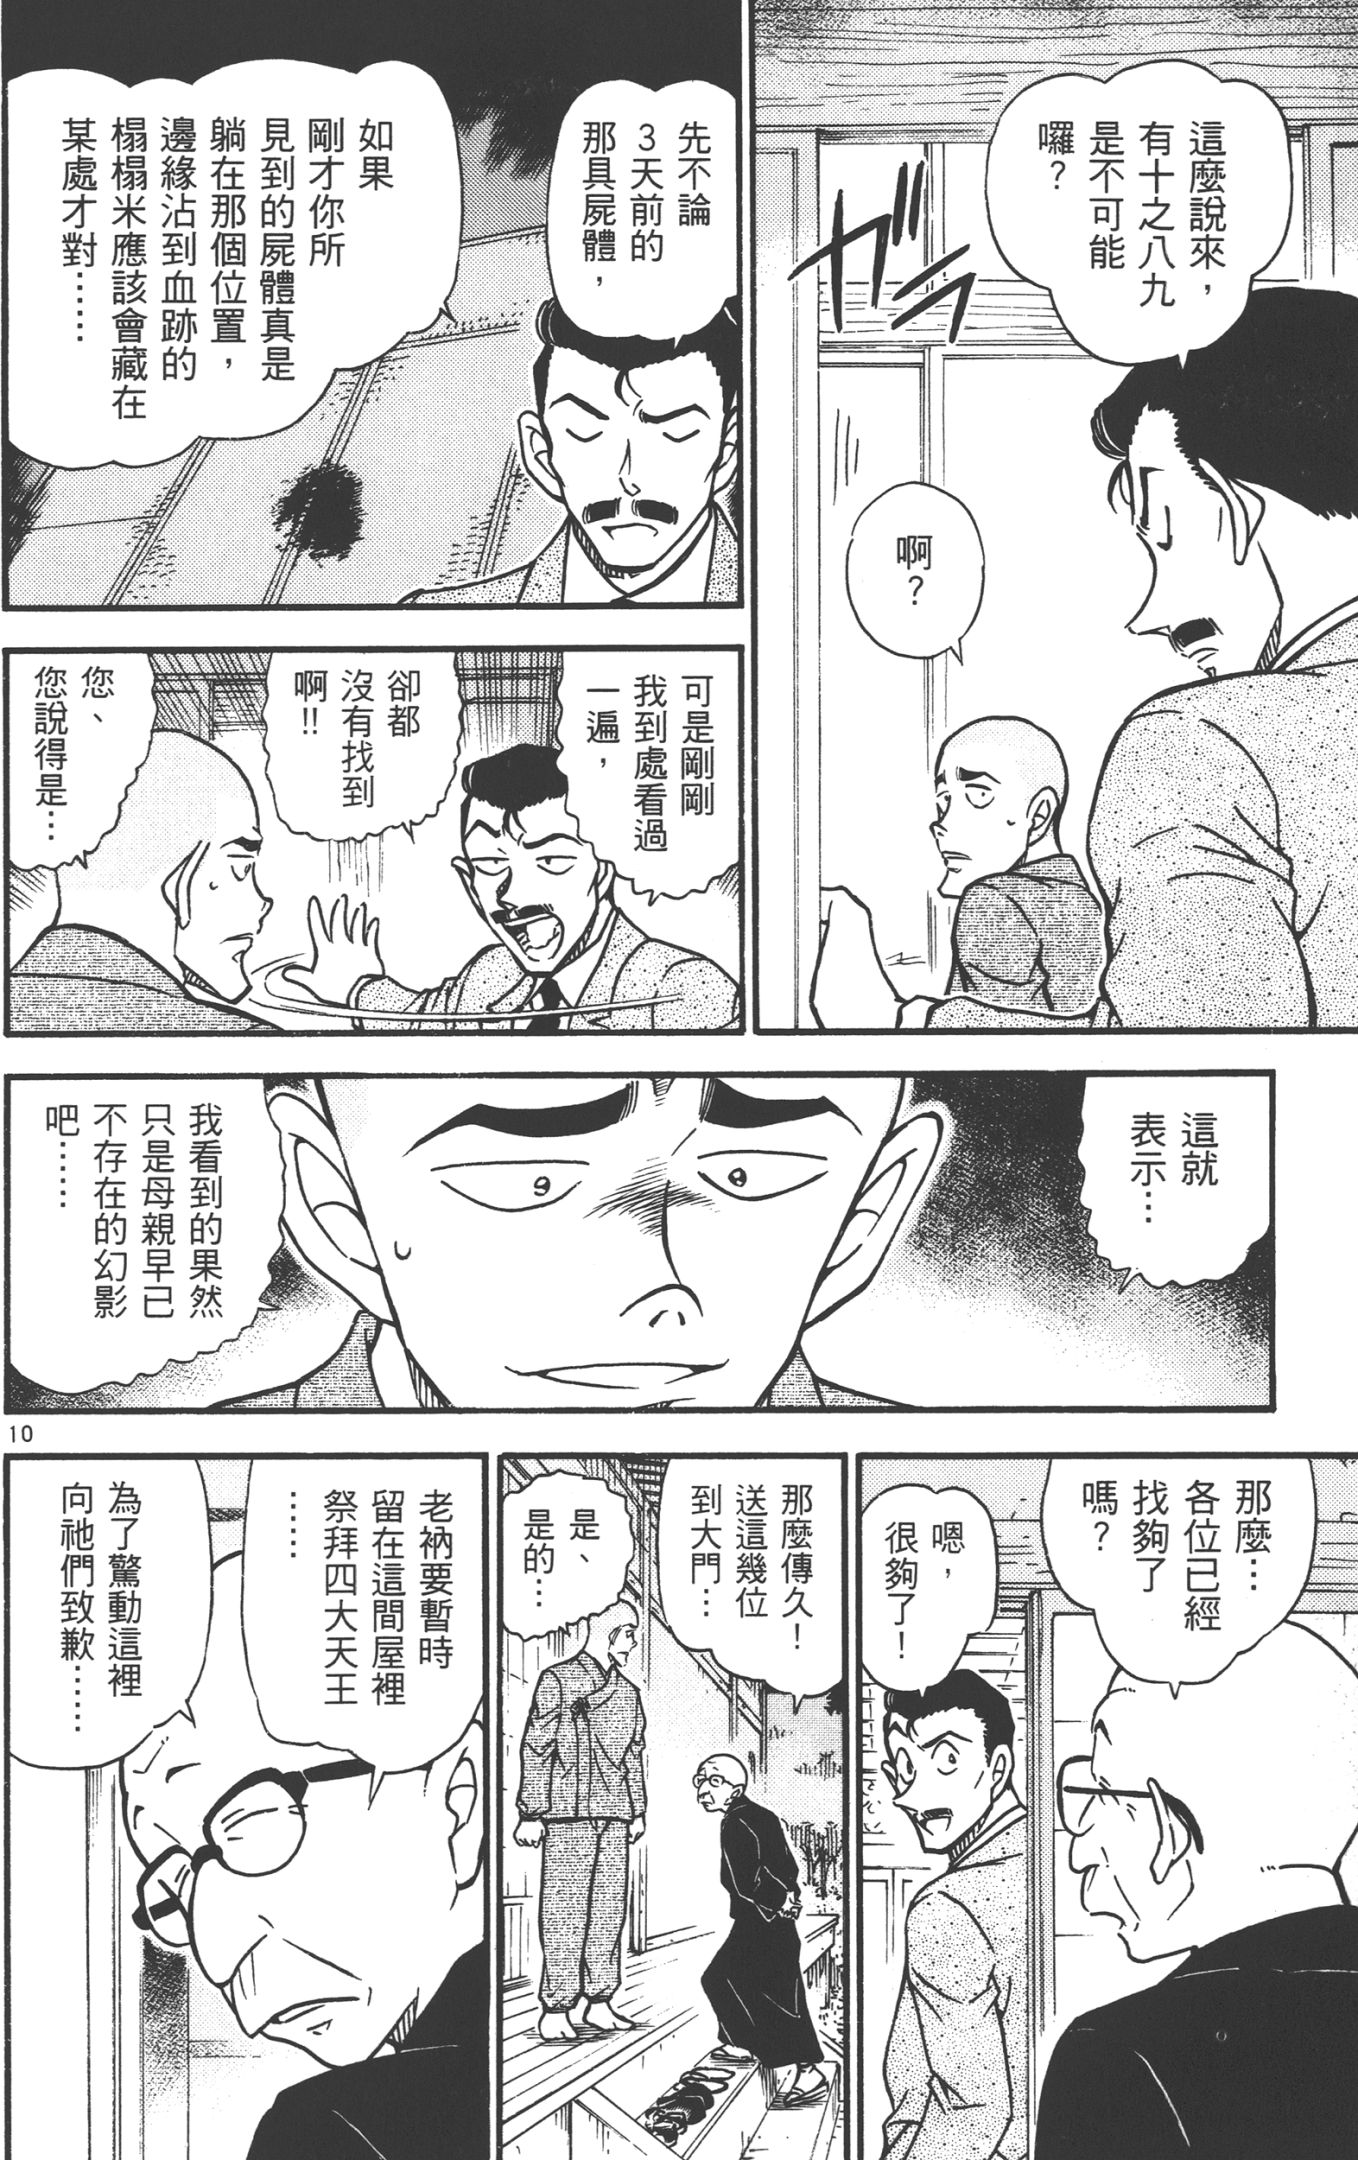 這麼說來，
有十之八九
是不可能
囉？
ガラ
啊？
先不論
3天前的
那具屍體，
如果
剛才你所
見到的屍體真是
躺在那個位置，
邊緣沾到血跡的
榻榻米應該會藏在
某處才對……
可是剛剛
我到處看過
一遍，
卻都
沒有找到
啊!!
您、
您說得是…
這就
表示…
我看到的果然
只是母親早已
不存在的幻影
吧……
10
那麼…
各位已經
找夠了
嗎？
嗯，
很夠了！
那麼傳久！
送這幾位
到大門…
是、
是的…
老衲要暫時
留在這間屋裡
祭拜四大天王
……
為了驚動這裡
向祂們致歉……